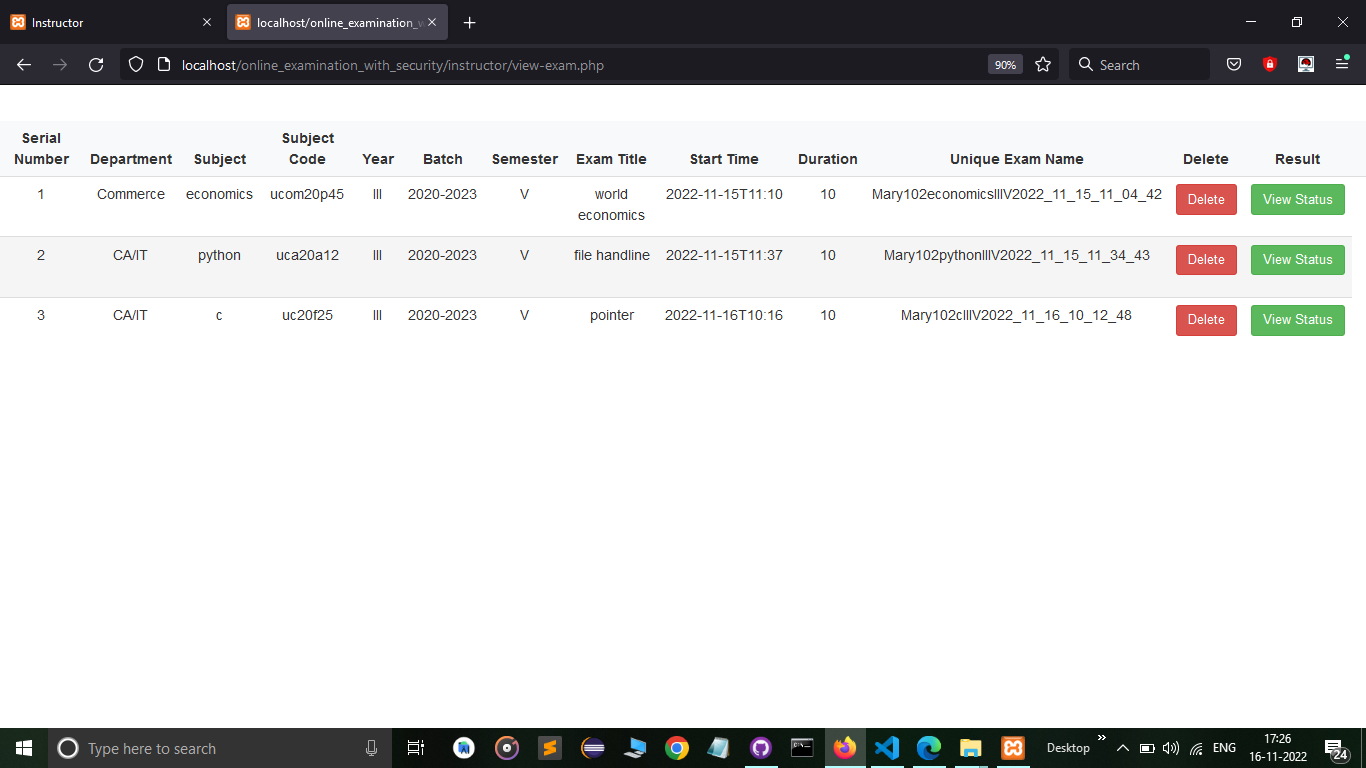 Instructor
localhost/online_examination_w
localhost/online_examination_with_security/instructor/view-exam.php
90%
Search
Serial Number Department Subject Subject Code Year Batch Semester Exam Title Start Time Duration Unique Exam Name Delete Result
1 Commerce economics ucom20p45 III 2020-2023 V world economics 2022-11-15T11:10 10 Mary102economicsIIIV2022_11_15_11_04_42 Delete View Status
2 CA/IT python uca20a12 III 2020-2023 V file handline 2022-11-15T11:37 10 Mary102pythonIIIV2022_11_15_11_34_43 Delete View Status
3 CA/IT c uc20f25 III 2020-2023 V pointer 2022-11-16T10:16 10 Mary102cIIIV2022_11_16_10_12_48 Delete View Status
Type here to search
Desktop
ENG
17:26
16-11-2022
24